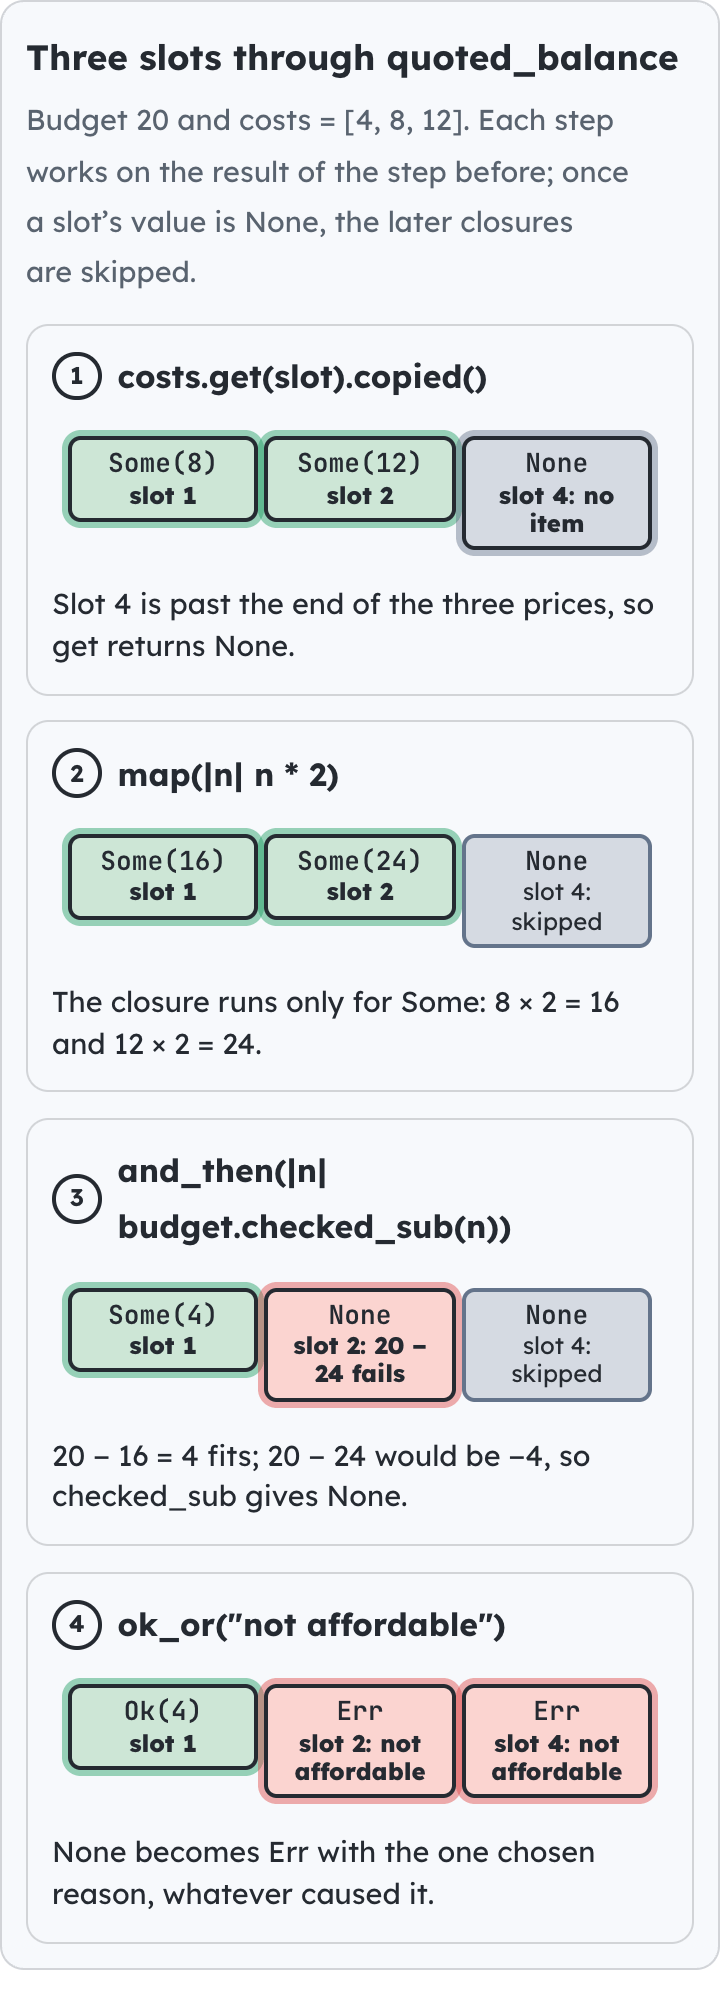 Three slots through quoted_balance
Budget 20 and costs = [4, 8, 12]. Each step
works on the result of the step before; once
a slot’s value is None, the later closures
are skipped.
1 costs.get(slot).copied()
Some(8)
slot 1
Some(12)
slot 2
None
slot 4: no
item
Slot 4 is past the end of the three prices, so
get returns None.
2 map(|n| n * 2)
Some(16)
slot 1
Some(24)
slot 2
None
slot 4:
skipped
The closure runs only for Some: 8 × 2 = 16
and 12 × 2 = 24.
3 and_then(|n|
budget.checked_sub(n))
Some(4)
slot 1
None
slot 2: 20 −
24 fails
None
slot 4:
skipped
20 − 16 = 4 fits; 20 − 24 would be −4, so
checked_sub gives None.
4 ok_or("not affordable")
Ok(4)
slot 1
Err
slot 2: not
affordable
Err
slot 4: not
affordable
None becomes Err with the one chosen
reason, whatever caused it.